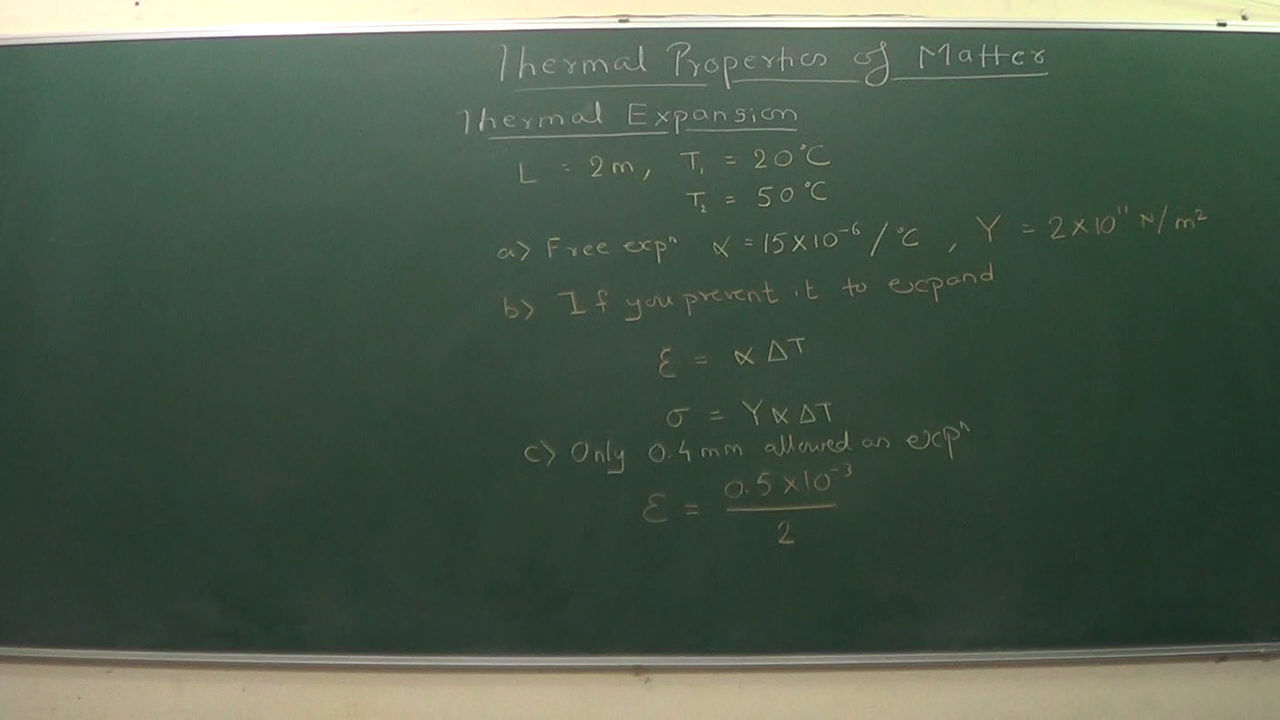 Thermal Properties of Matter
Thermal Expansion
L = 2m, T₁ = 20°C
T₂ = 50°C
a) Free expⁿ α = 15×10⁻⁶ / °C , Y = 2×10¹¹ N/m²
b) If you prevent it to expand
ε = α ΔT
σ = Y α ΔT
c) Only 0.4mm allowed as expⁿ
ε = 0.5×10⁻³
2